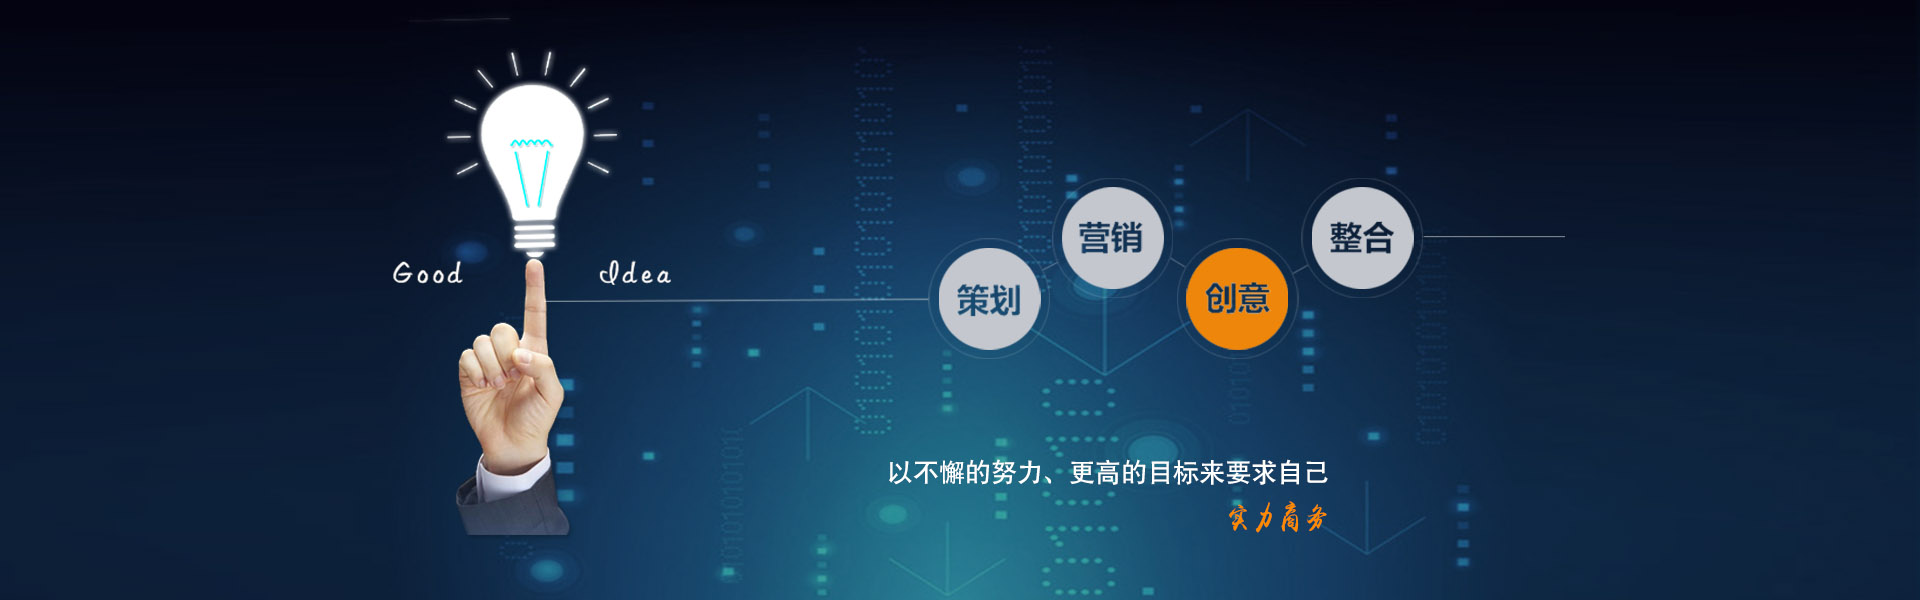 Good Idea
策划
营销
创意
整合
以不懈的努力、更高的目标来要求自己
实力商务